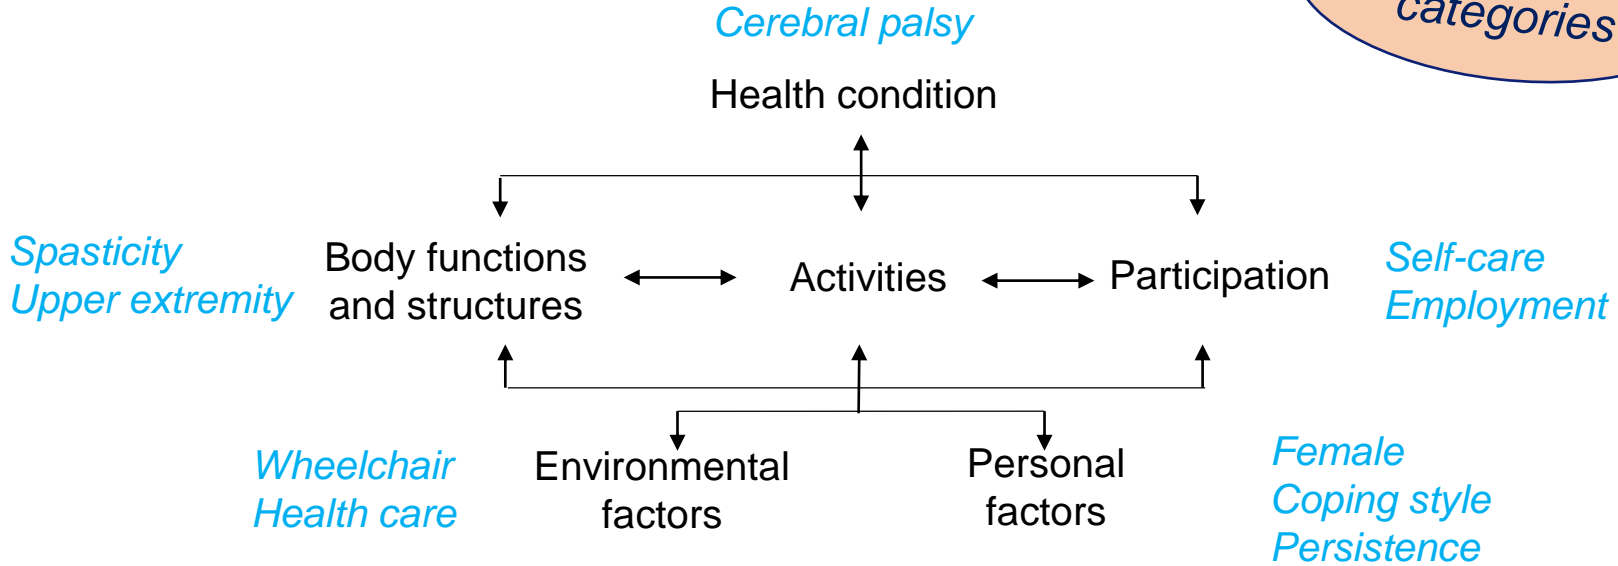 categories
Cerebral palsy
Health condition
Spasticity
Upper extremity
Body functions
and structures
Activities
Participation
Self-care
Employment
Wheelchair
Health care
Environmental
factors
Personal
factors
Female
Coping style
Persistence